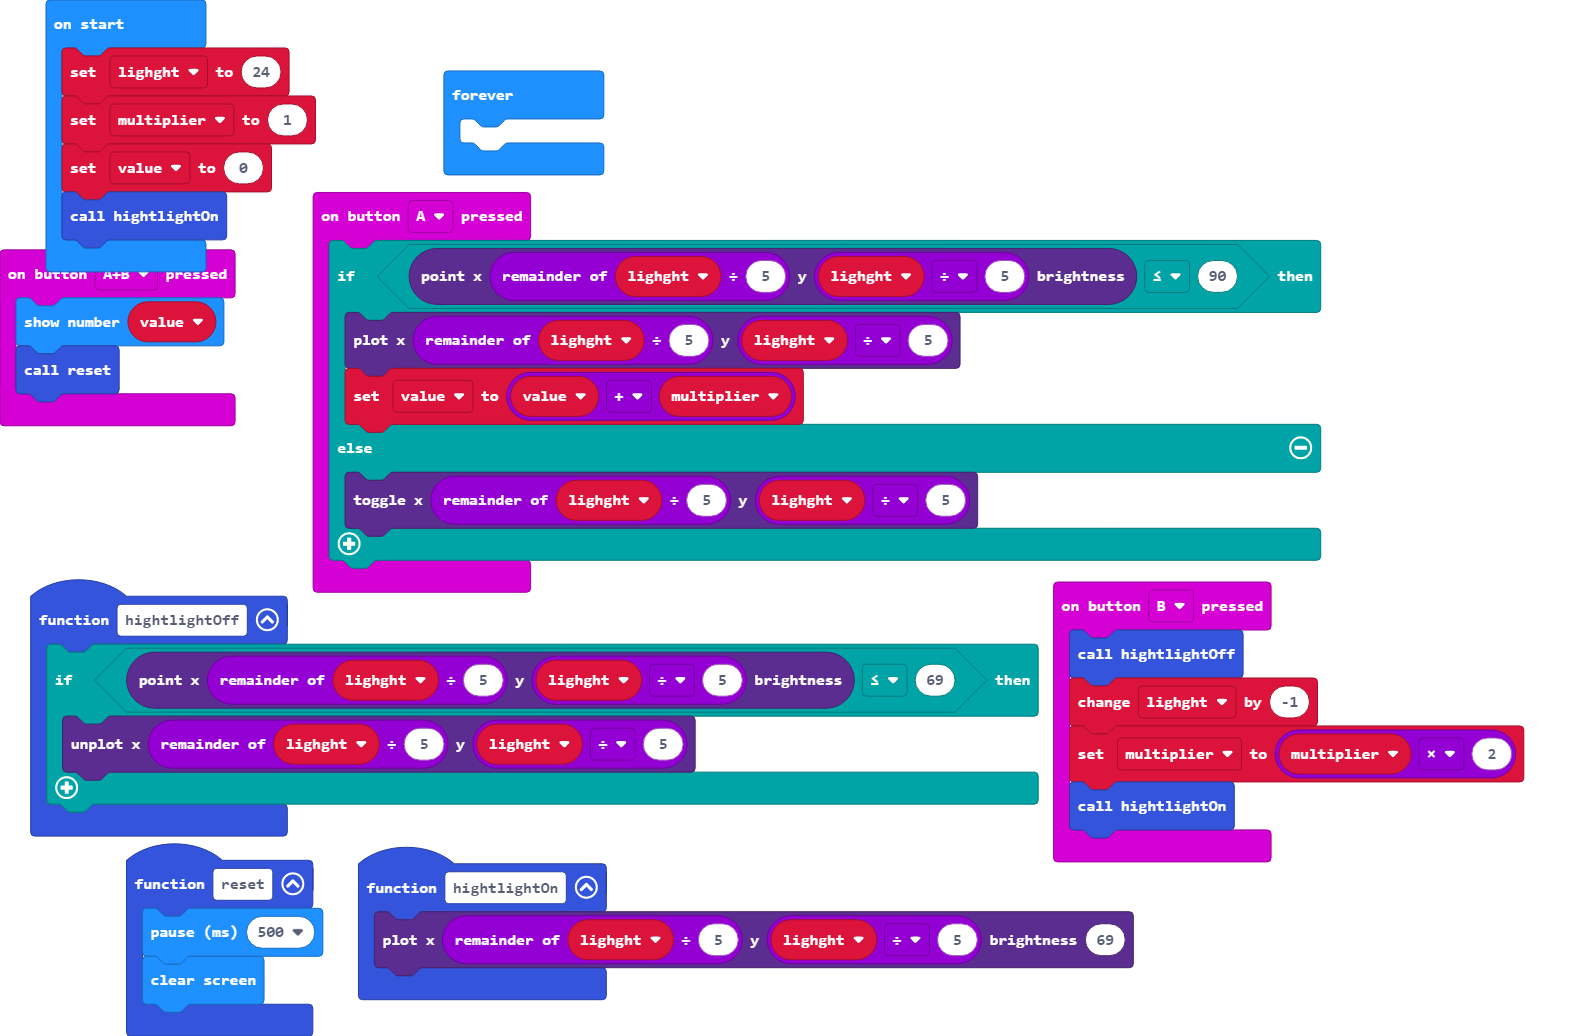 on start
set lighght to 24
set multiplier to 1
set value to 0
call hightlightOn
forever
on button A+B pressed
show number value
call reset
on button A pressed
if point x remainder of lighght ÷ 5 y lighght ÷ 5 brightness ≤ 90 then
plot x remainder of lighght ÷ 5 y lighght ÷ 5
set value to value + multiplier
else
toggle x remainder of lighght ÷ 5 y lighght ÷ 5
function hightlightOff
if point x remainder of lighght ÷ 5 y lighght ÷ 5 brightness ≤ 69 then
unplot x remainder of lighght ÷ 5 y lighght ÷ 5
on button B pressed
call hightlightOff
change lighght by -1
set multiplier to multiplier × 2
call hightlightOn
function reset
pause (ms) 500
clear screen
function hightlightOn
plot x remainder of lighght ÷ 5 y lighght ÷ 5 brightness 69